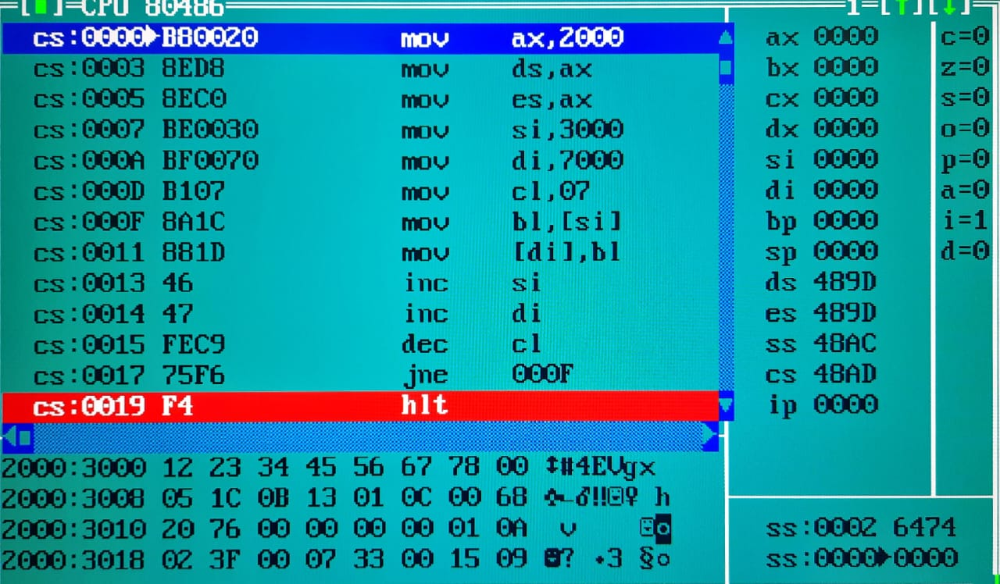 [■]=CPU 80486 1=[↑][↓]
cs:0000►B80020 mov ax,2000
cs:0003 8ED8 mov ds,ax
cs:0005 8EC0 mov es,ax
cs:0007 BE0030 mov si,3000
cs:000A BF0070 mov di,7000
cs:000D B107 mov cl,07
cs:000F 8A1C mov bl,[si]
cs:0011 881D mov [di],bl
cs:0013 46 inc si
cs:0014 47 inc di
cs:0015 FEC9 dec cl
cs:0017 75F6 jne 000F
cs:0019 F4 hlt
ax 0000 c=0
bx 0000 z=0
cx 0000 s=0
dx 0000 o=0
si 0000 p=0
di 0000 a=0
bp 0000 i=1
sp 0000 d=0
ds 489D
es 489D
ss 48AC
cs 48AD
ip 0000
2000:3000 12 23 34 45 56 67 78 00 ↕#4EVgx
2000:3008 05 1C 0B 13 01 0C 00 68 ♣∟♂‼☺♀ h
2000:3010 20 76 00 00 00 00 01 0A v ☺◙
2000:3018 02 3F 00 07 33 00 15 09 ☻? •3 §○
ss:0002 6474
ss:0000►0000